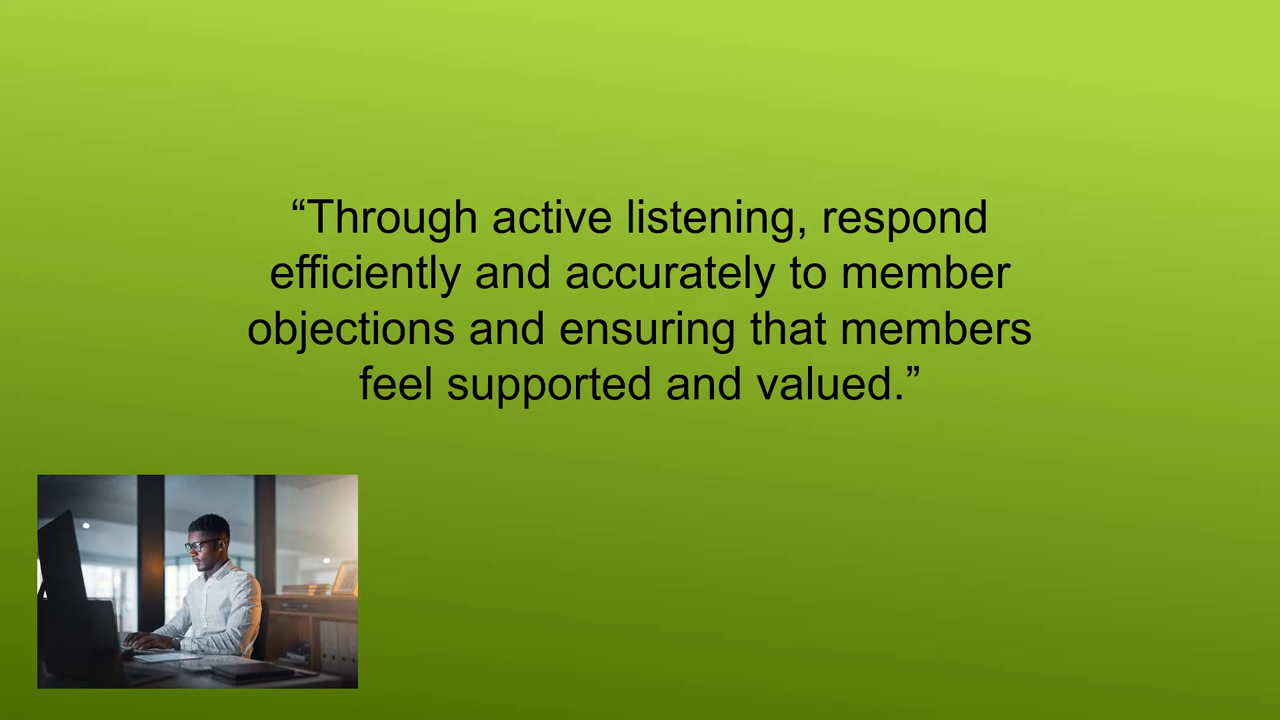 “Through active listening, respond
efficiently and accurately to member
objections and ensuring that members
feel supported and valued.”